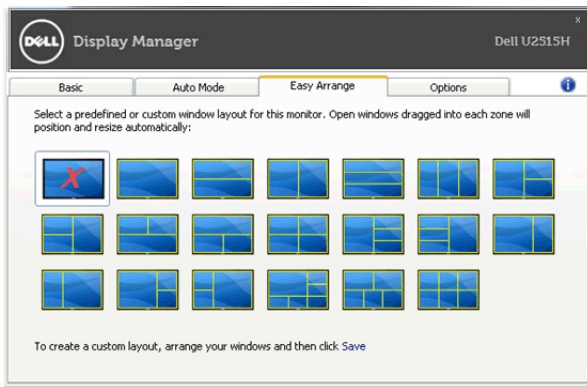 x
DELL Display Manager Dell U2515H
Basic Auto Mode Easy Arrange Options i
Select a predefined or custom window layout for this monitor. Open windows dragged into each zone will
position and resize automatically:
X
To create a custom layout, arrange your windows and then click Save